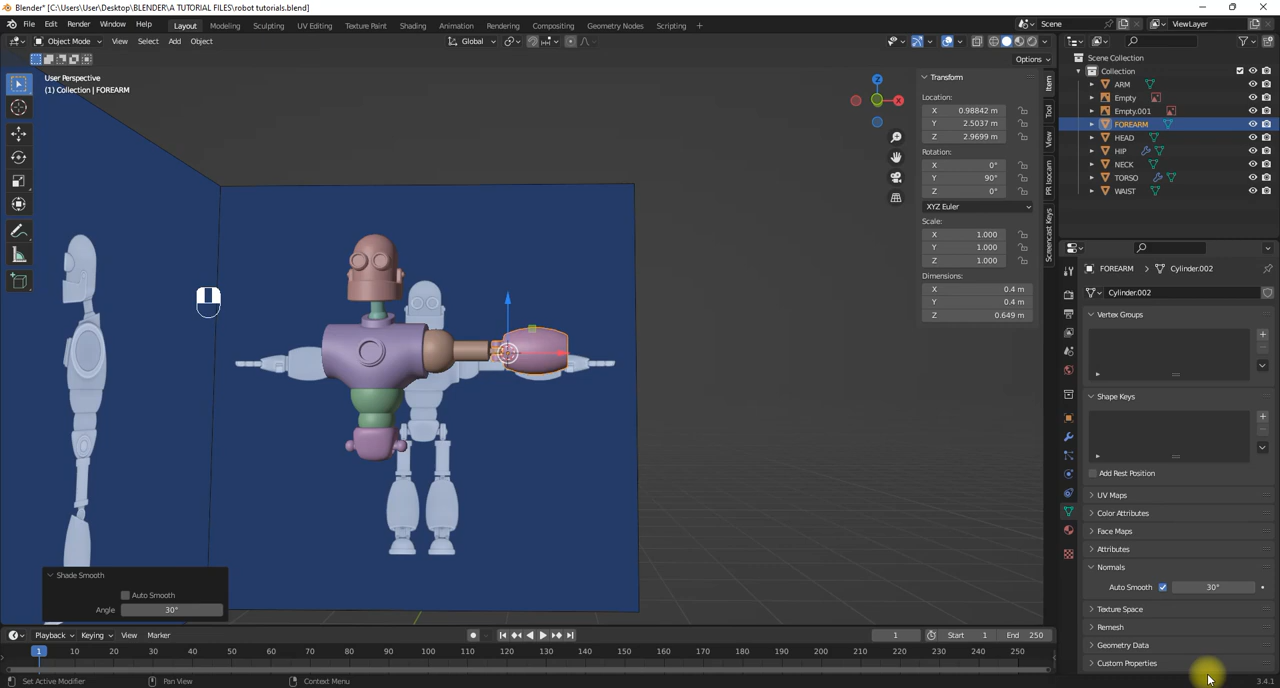 Blender* [C:\Users\User\Desktop\BLENDER\A TUTORIAL FILES\robot tutorials.blend]
File Edit Render Window Help Layout Modeling Sculpting UV Editing Texture Paint Shading Animation Rendering Compositing Geometry Nodes Scripting + Scene ViewLayer
Object Mode View Select Add Object Global
Options
User Perspective
(1) Collection | FOREARM
Z
X
Transform
Location:
X 0.98842 m
Y 2.5037 m
Z 2.9699 m
Rotation:
X 0°
Y 90°
Z 0°
XYZ Euler
Scale:
X 1.000
Y 1.000
Z 1.000
Dimensions:
X 0.4 m
Y 0.4 m
Z 0.649 m
Item
Tool
View
PR Isocam
Screencast Keys
Scene Collection
Collection
ARM
Empty
Empty.001
FOREARM
HEAD
HIP
NECK
TORSO
WAIST
FOREARM Cylinder.002
Cylinder.002
Vertex Groups
Shape Keys
Add Rest Position
UV Maps
Color Attributes
Face Maps
Attributes
Normals
Auto Smooth 30°
Texture Space
Remesh
Geometry Data
Custom Properties
Shade Smooth
Auto Smooth
Angle 30°
Playback Keying View Marker 1 Start 1 End 250
1 10 20 30 40 50 60 70 80 90 100 110 120 130 140 150 160 170 180 190 200 210 220 230 240 250
Set Active Modifier Pan View Context Menu 3.4.1